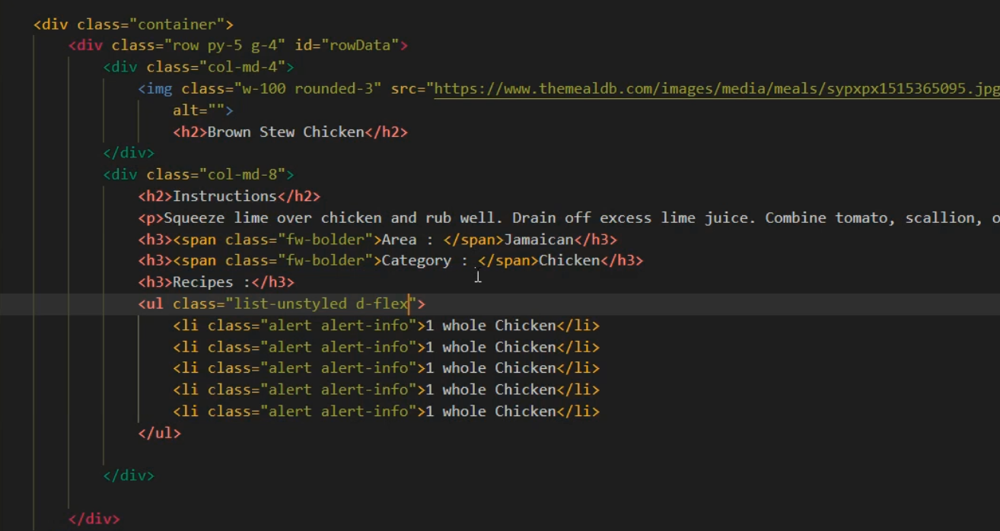 <div class="container">
<div class="row py-5 g-4" id="rowData">
<div class="col-md-4">
<img class="w-100 rounded-3" src="https://www.themealdb.com/images/media/meals/sypxpx1515365095.jpg
alt="">
<h2>Brown Stew Chicken</h2>
</div>
<div class="col-md-8">
<h2>Instructions</h2>
<p>Squeeze lime over chicken and rub well. Drain off excess lime juice. Combine tomato, scallion, o
<h3><span class="fw-bolder">Area : </span>Jamaican</h3>
<h3><span class="fw-bolder">Category : </span>Chicken</h3>
<h3>Recipes :</h3>
<ul class="list-unstyled d-flex">
<li class="alert alert-info">1 whole Chicken</li>
<li class="alert alert-info">1 whole Chicken</li>
<li class="alert alert-info">1 whole Chicken</li>
<li class="alert alert-info">1 whole Chicken</li>
<li class="alert alert-info">1 whole Chicken</li>
</ul>
</div>
</div>